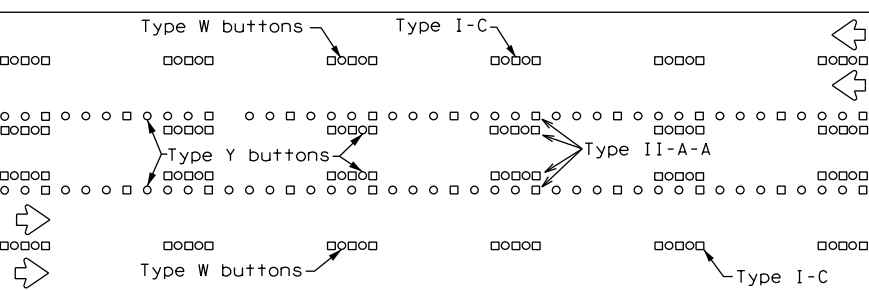 Type W buttons
Type I-C
Type Y buttons
Type II-A-A
Type W buttons
Type I-C